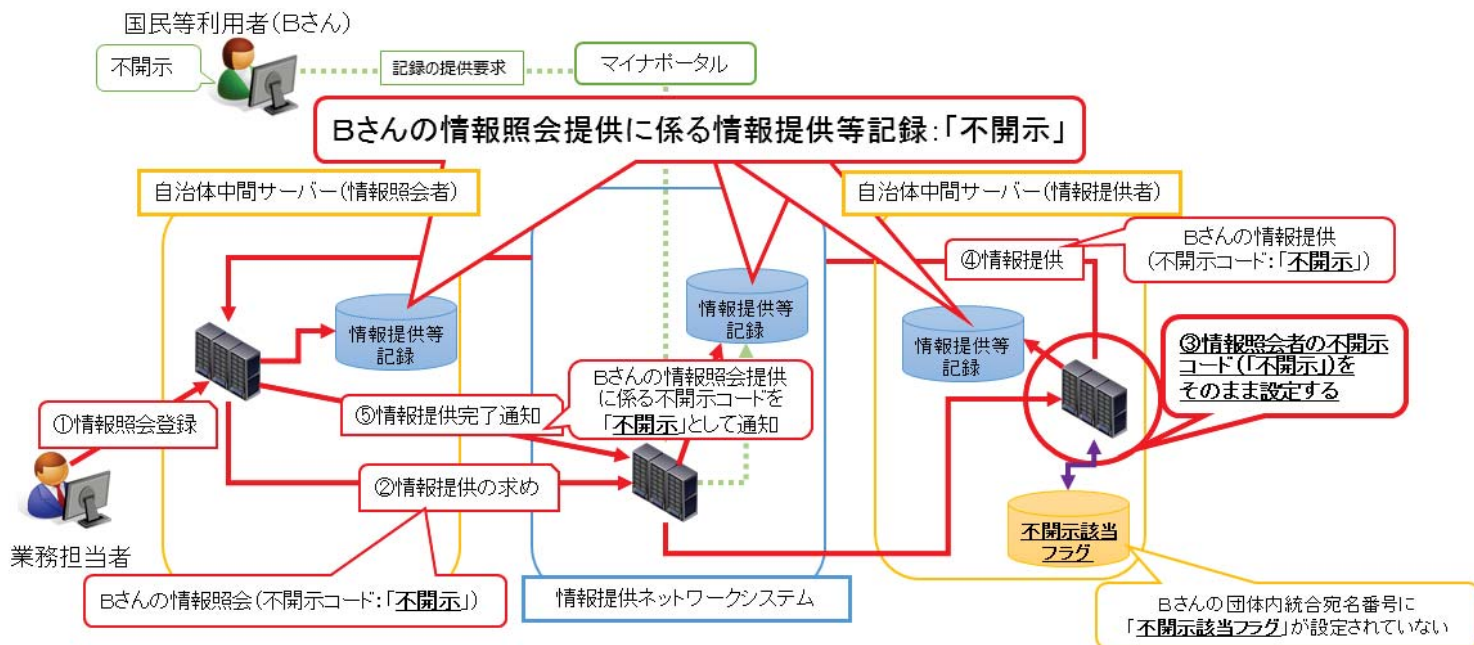 国民等利用者(Bさん)
不開示
記録の提供要求
マイナポータル
Bさんの情報照会提供に係る情報提供等記録:「不開示」
自治体中間サーバー(情報照会者)
自治体中間サーバー(情報提供者)
④情報提供
Bさんの情報提供
(不開示コード:「不開示」)
情報提供等
記録
情報提供等
記録
情報提供等
記録
③情報照会者の不開示
コード(「不開示」)を
そのまま設定する
Bさんの情報照会提供
に係る不開示コードを
「不開示」として通知
①情報照会登録
⑤情報提供完了通知
②情報提供の求め
業務担当者
不開示該当
フラグ
Bさんの情報照会(不開示コード:「不開示」)
情報提供ネットワークシステム
Bさんの団体内統合宛名番号に
「不開示該当フラグ」が設定されていない